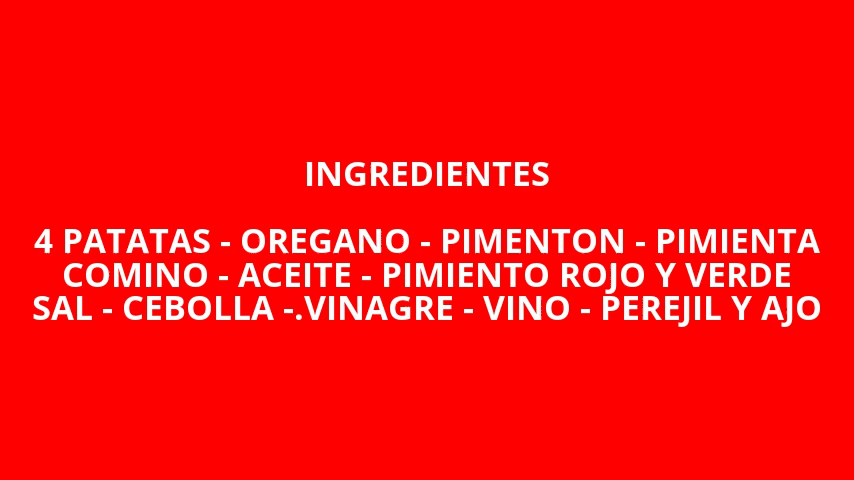 INGREDIENTES
4 PATATAS - OREGANO - PIMENTON - PIMIENTA
COMINO - ACEITE - PIMIENTO ROJO Y VERDE
SAL - CEBOLLA -.VINAGRE - VINO - PEREJIL Y AJO